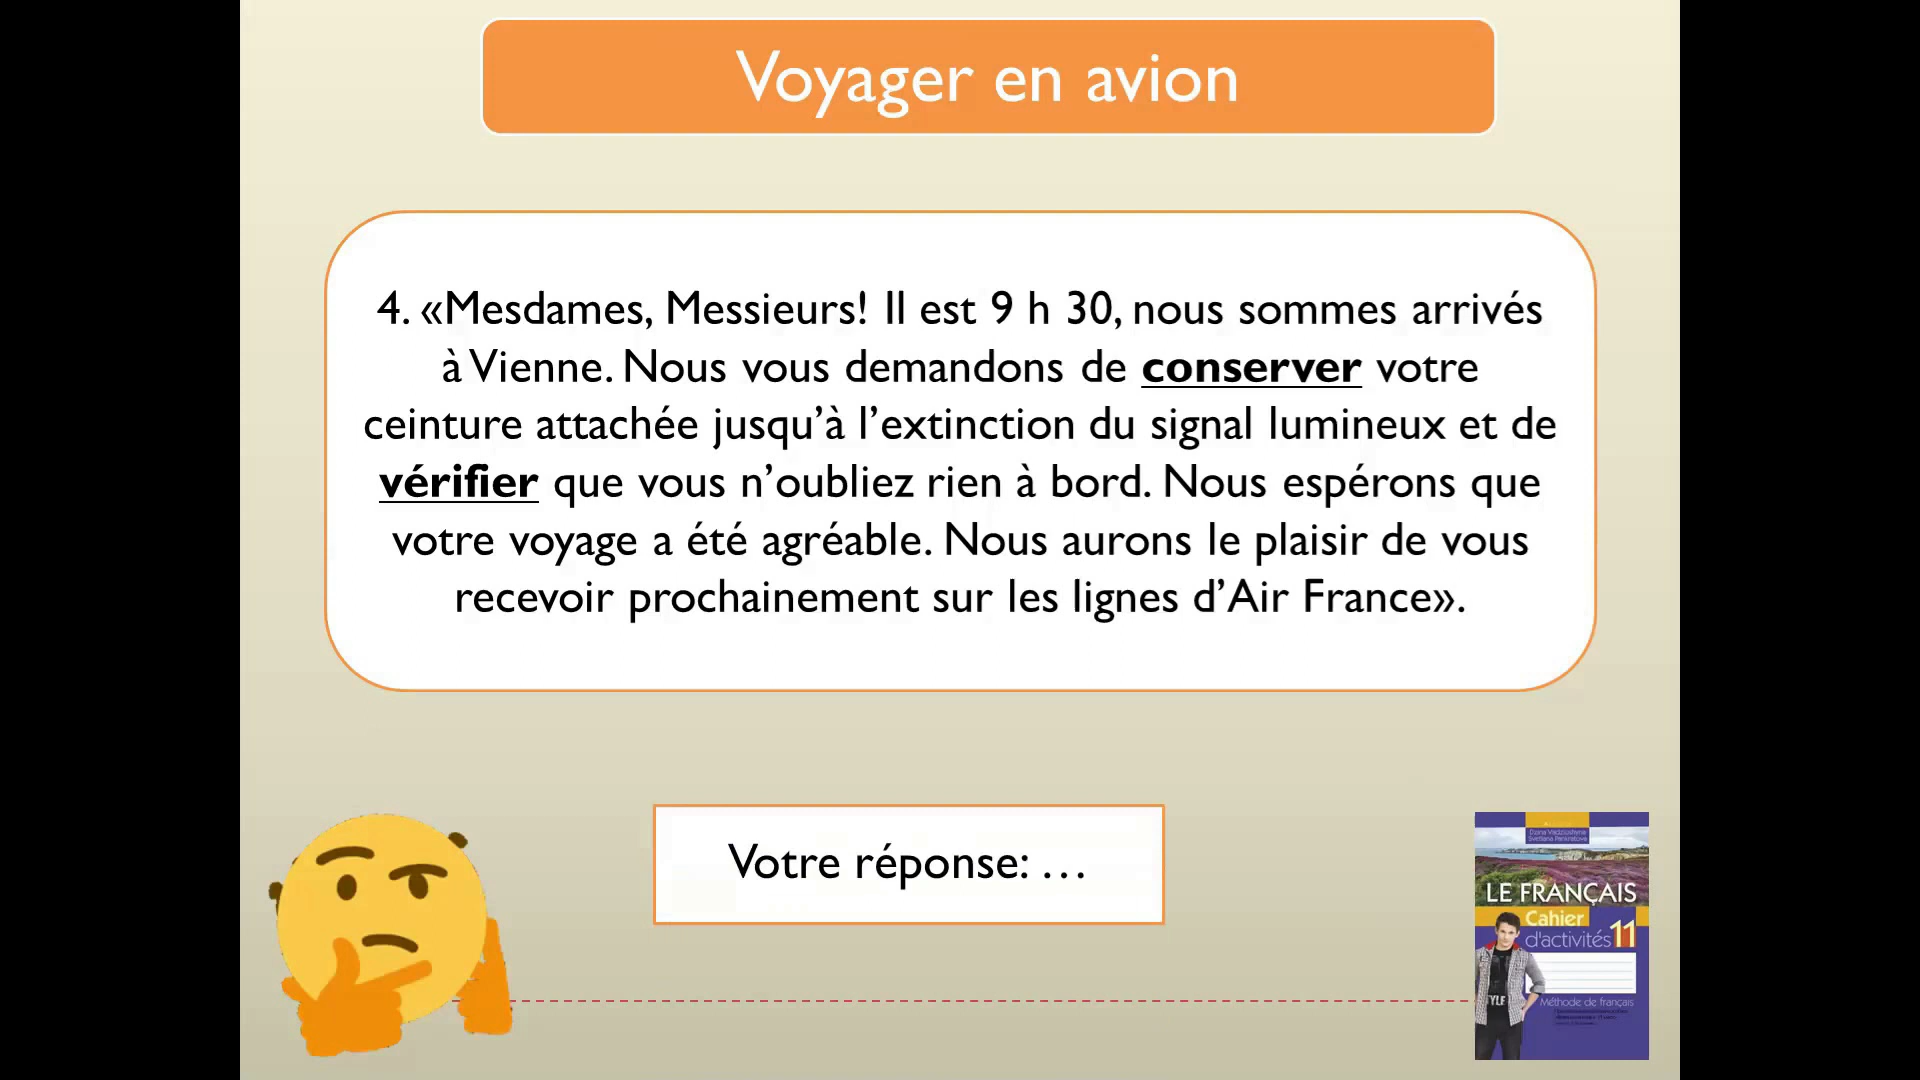 Voyager en avion
4. «Mesdames, Messieurs! Il est 9 h 30, nous sommes arrivés
à Vienne. Nous vous demandons de conserver votre
ceinture attachée jusqu’à l’extinction du signal lumineux et de
vérifier que vous n’oubliez rien à bord. Nous espérons que
votre voyage a été agréable. Nous aurons le plaisir de vous
recevoir prochainement sur les lignes d’Air France».
Votre réponse: …
LE FRANÇAIS
Cahier
d'activités 11
STYLE
Méthode de français